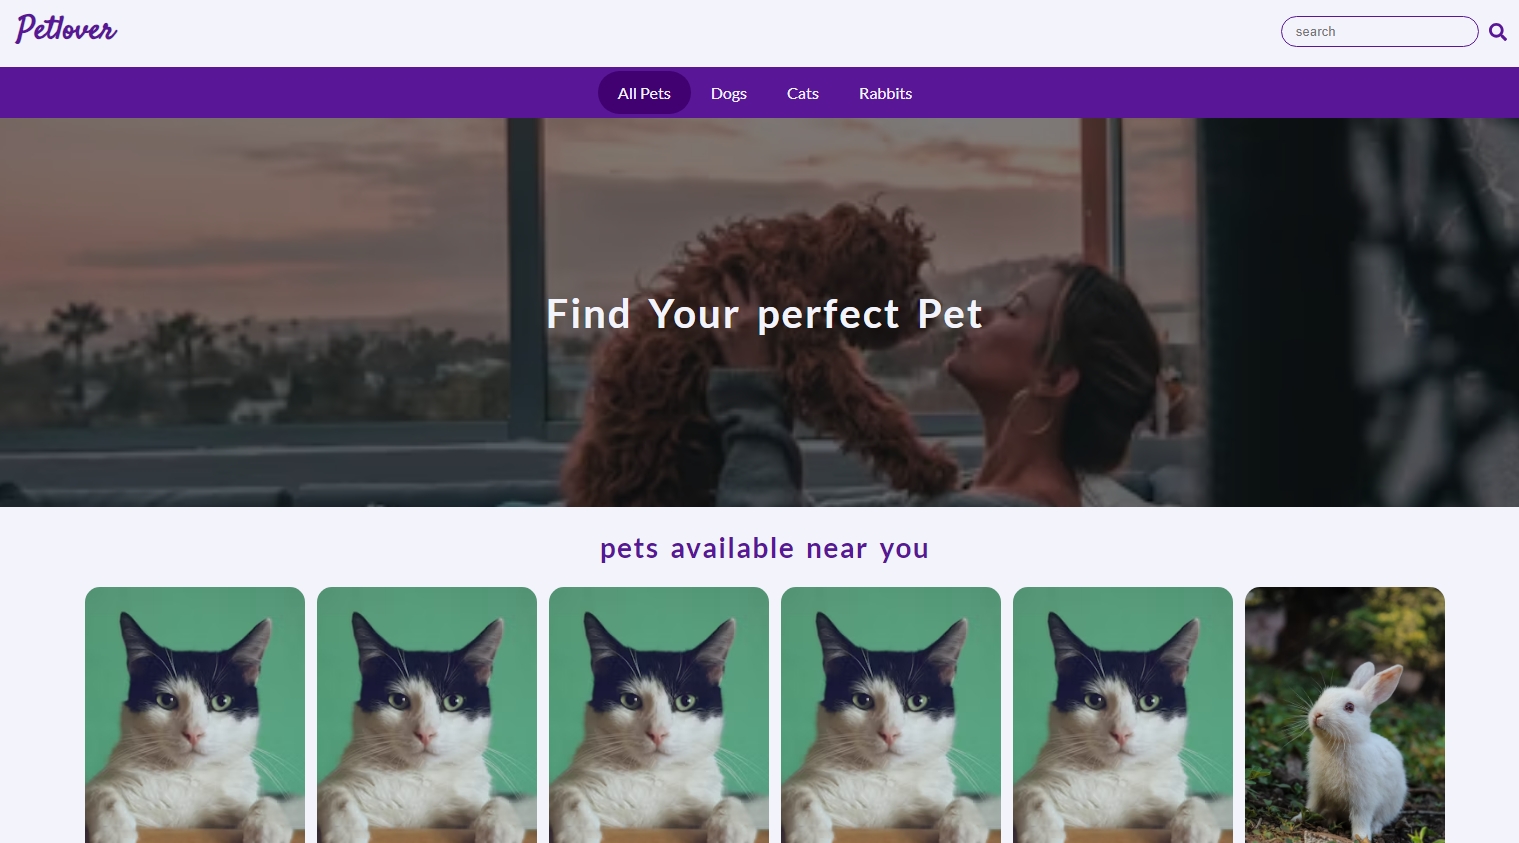 Petlover
search
All Pets Dogs Cats Rabbits
Find Your perfect Pet
pets available near you